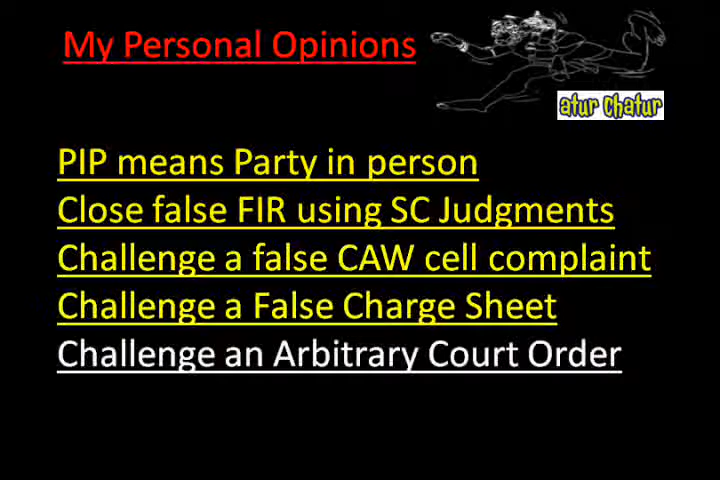 My Personal Opinions
atur chatur
PIP means Party in person
Close false FIR using SC Judgments
Challenge a false CAW cell complaint
Challenge a False Charge Sheet
Challenge an Arbitrary Court Order